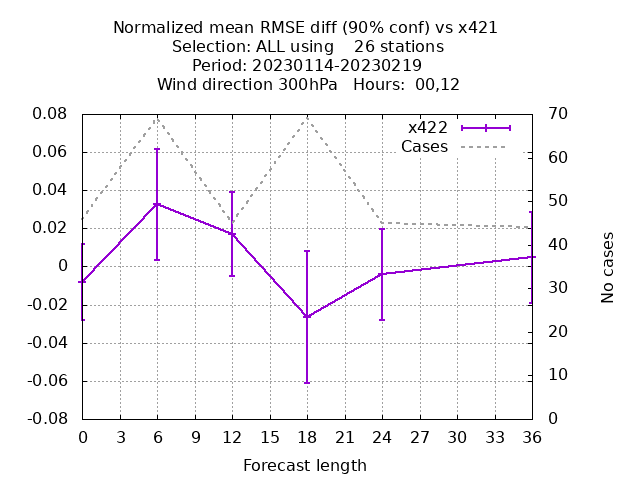 Normalized mean RMSE diff (90% conf) vs x421
Selection: ALL using    26 stations
Period: 20230114-20230219
Wind direction 300hPa   Hours:  00,12
x422
Cases
0.08
0.06
0.04
0.02
0
-0.02
-0.04
-0.06
-0.08
70
60
50
40
30
20
10
0
No cases
0 3 6 9 12 15 18 21 24 27 30 33 36
Forecast length